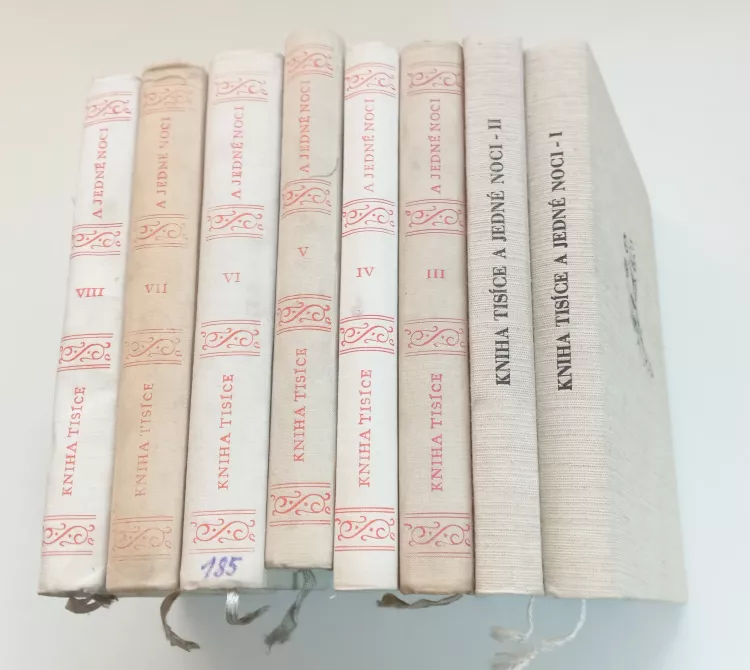 KNIHA TISÍCE VIII A JEDNÉ NOCI
KNIHA TISÍCE VII A JEDNÉ NOCI
KNIHA TISÍCE VI A JEDNÉ NOCI
185
KNIHA TISÍCE V A JEDNÉ NOCI
KNIHA TISÍCE IV A JEDNÉ NOCI
KNIHA TISÍCE III A JEDNÉ NOCI
KNIHA TISÍCE A JEDNÉ NOCI - II
KNIHA TISÍCE A JEDNÉ NOCI - I